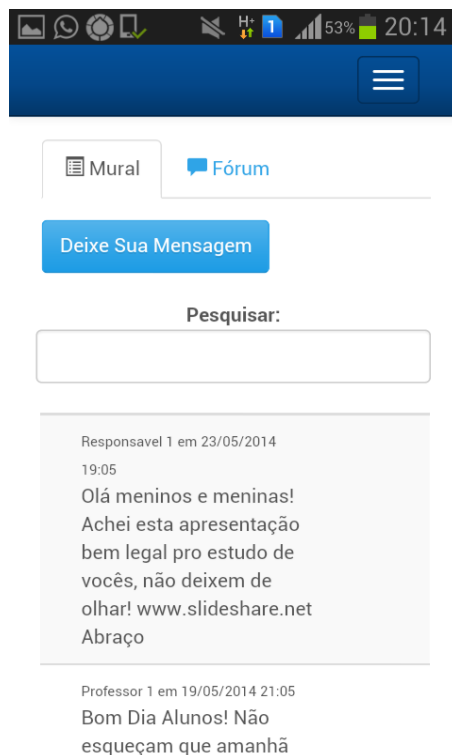 H+ 1 53% 20:14
Mural Fórum
Deixe Sua Mensagem
Pesquisar:
Responsavel 1 em 23/05/2014
19:05
Olá meninos e meninas!
Achei esta apresentação
bem legal pro estudo de
vocês, não deixem de
olhar! www.slideshare.net
Abraço
Professor 1 em 19/05/2014 21:05
Bom Dia Alunos! Não
esqueçam que amanhã